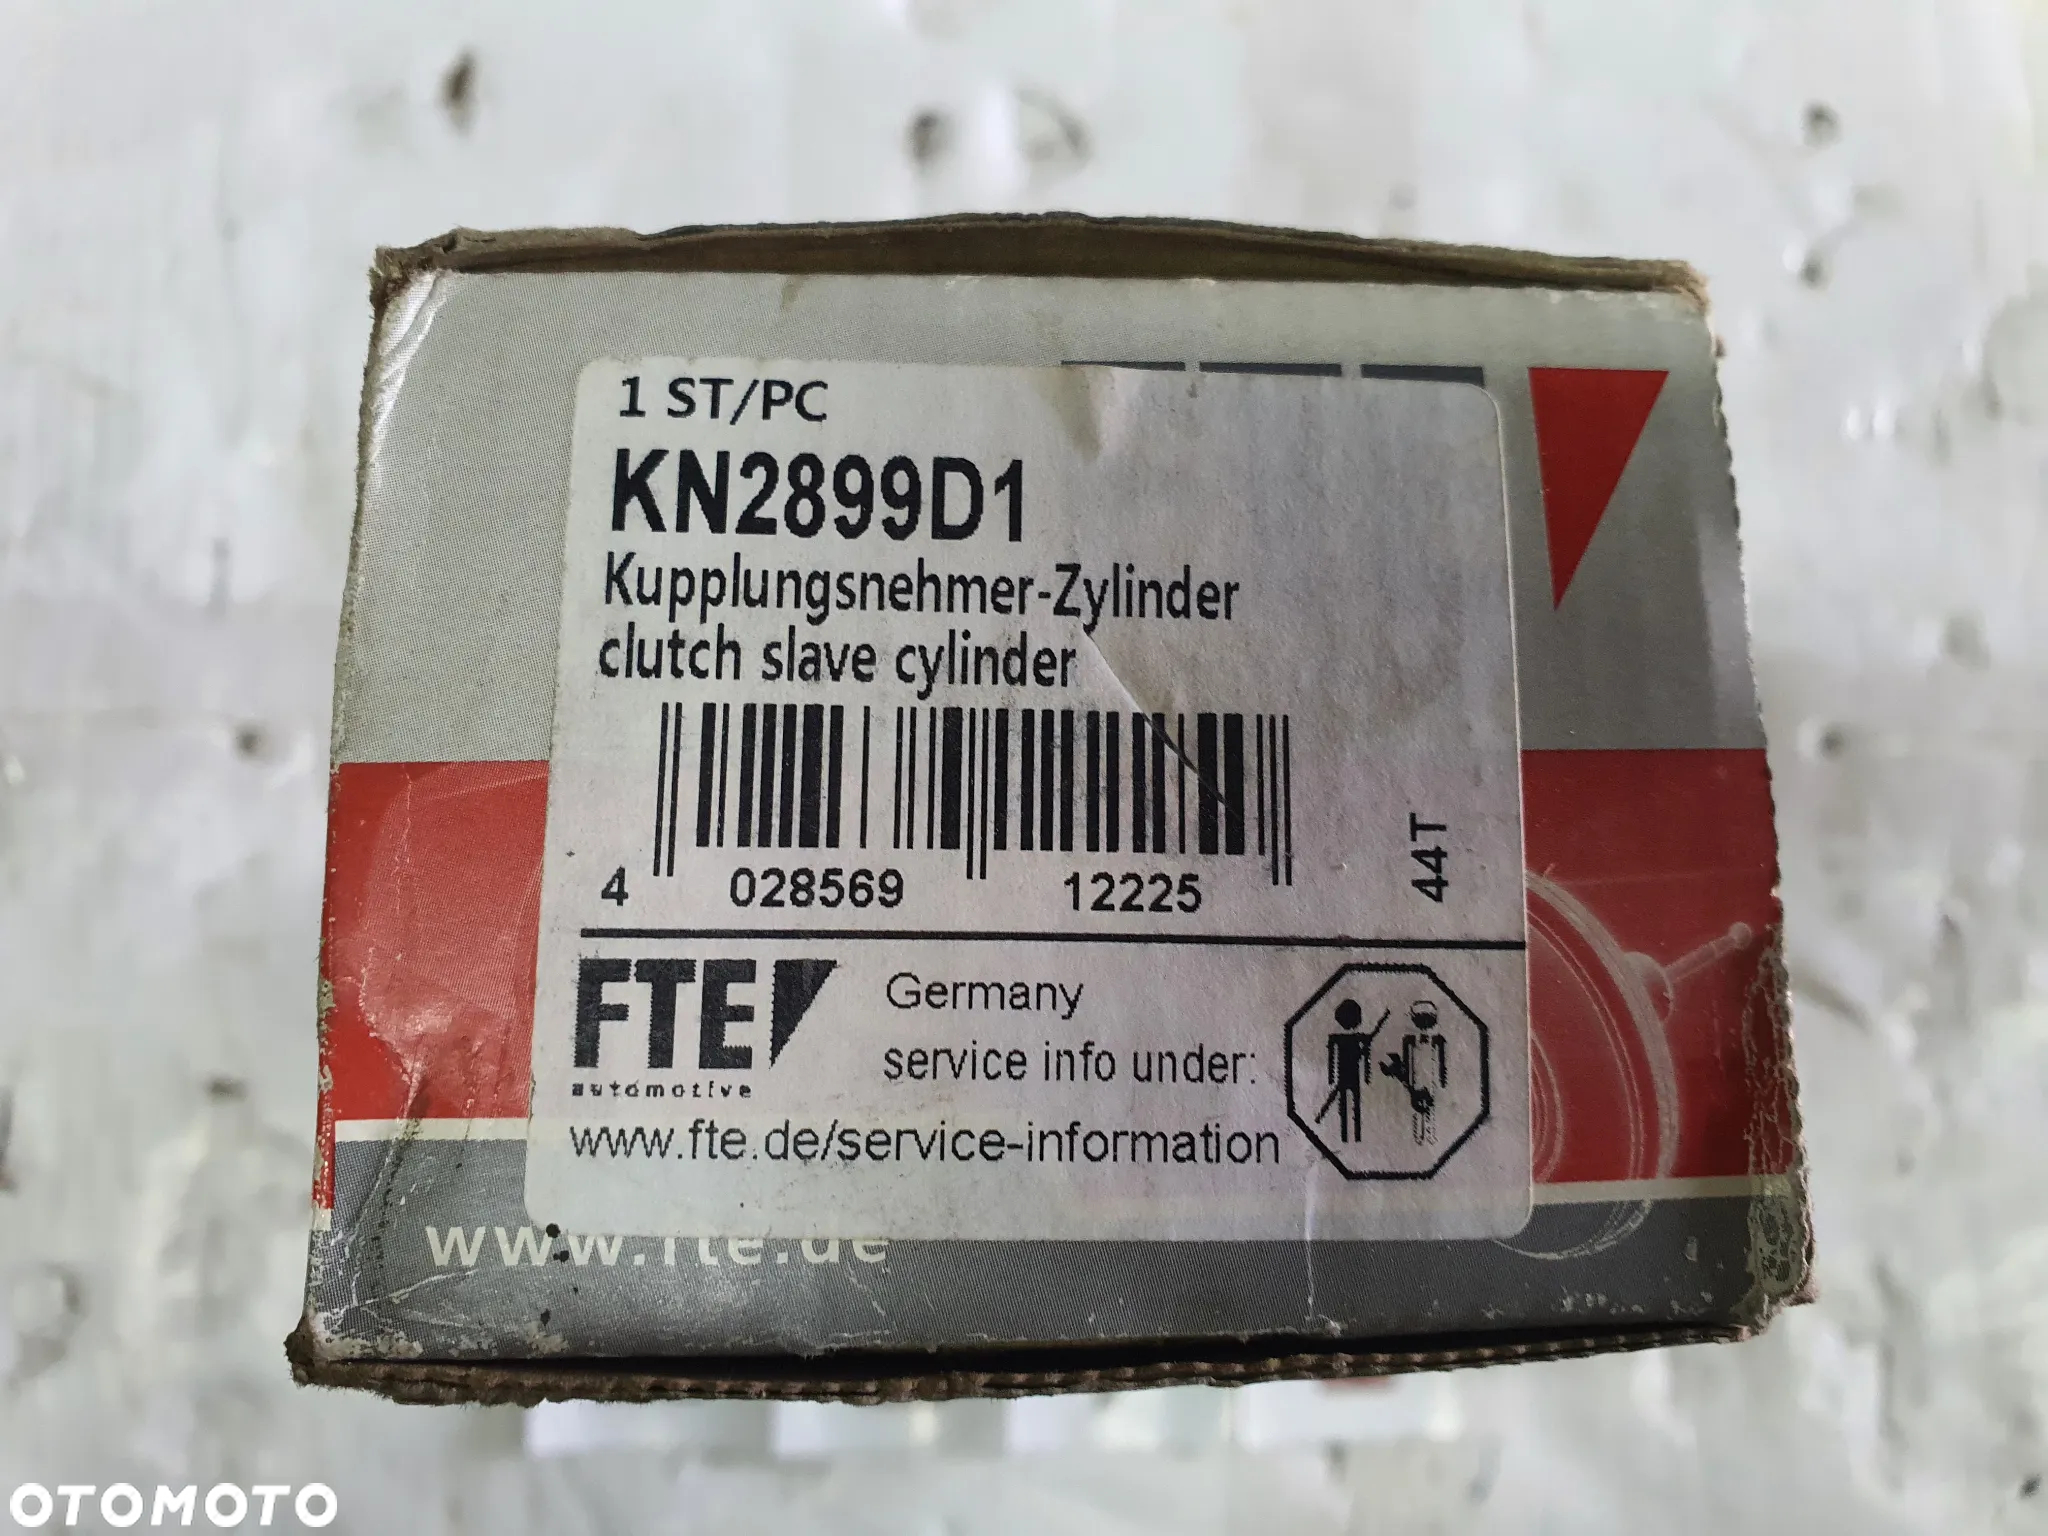 1 ST/PC
KN2899D1
Kupplungsnehmer-Zylinder
clutch slave cylinder
4 028569 12225
44T
FTE
automotive
Germany
service info under:
www.fte.de/service-information
www.fte.de
OTOMOTO